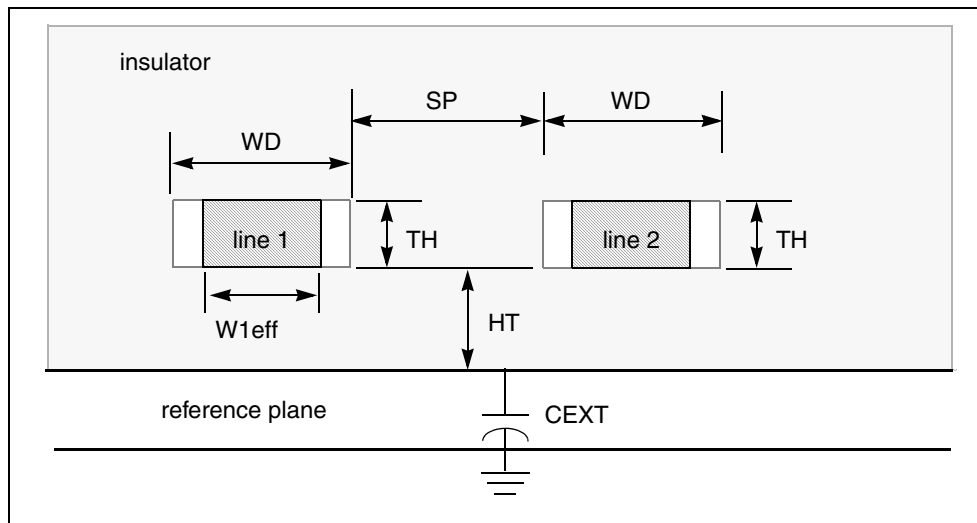 insulator
SP
WD
WD
line 1
TH
line 2
TH
W1eff
HT
reference plane
CEXT